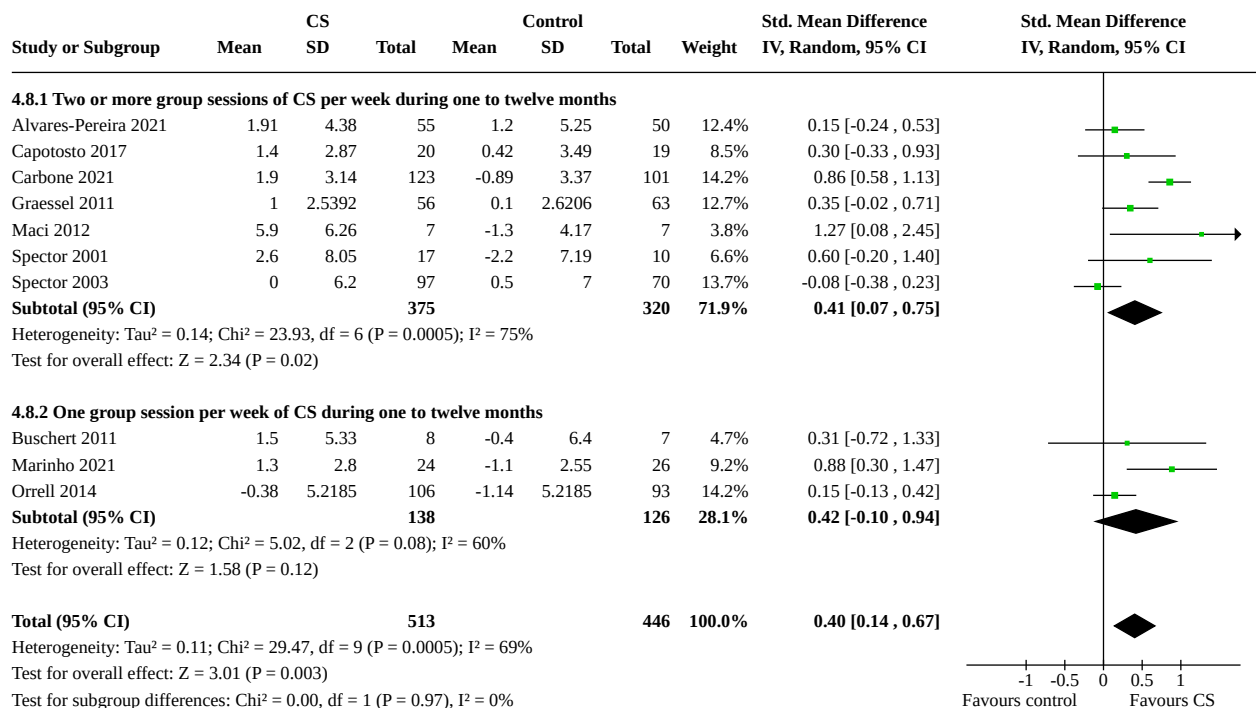 CS Control Std. Mean Difference Std. Mean Difference
Study or Subgroup Mean SD Total Mean SD Total Weight IV, Random, 95% CI IV, Random, 95% CI
4.8.1 Two or more group sessions of CS per week during one to twelve months
Alvares-Pereira 2021 1.91 4.38 55 1.2 5.25 50 12.4% 0.15 [-0.24 , 0.53]
Capotosto 2017 1.4 2.87 20 0.42 3.49 19 8.5% 0.30 [-0.33 , 0.93]
Carbone 2021 1.9 3.14 123 -0.89 3.37 101 14.2% 0.86 [0.58 , 1.13]
Graessel 2011 1 2.5392 56 0.1 2.6206 63 12.7% 0.35 [-0.02 , 0.71]
Maci 2012 5.9 6.26 7 -1.3 4.17 7 3.8% 1.27 [0.08 , 2.45]
Spector 2001 2.6 8.05 17 -2.2 7.19 10 6.6% 0.60 [-0.20 , 1.40]
Spector 2003 0 6.2 97 0.5 7 70 13.7% -0.08 [-0.38 , 0.23]
Subtotal (95% CI) 375 320 71.9% 0.41 [0.07 , 0.75]
Heterogeneity: Tau² = 0.14; Chi² = 23.93, df = 6 (P = 0.0005); I² = 75%
Test for overall effect: Z = 2.34 (P = 0.02)
4.8.2 One group session per week of CS during one to twelve months
Buschert 2011 1.5 5.33 8 -0.4 6.4 7 4.7% 0.31 [-0.72 , 1.33]
Marinho 2021 1.3 2.8 24 -1.1 2.55 26 9.2% 0.88 [0.30 , 1.47]
Orrell 2014 -0.38 5.2185 106 -1.14 5.2185 93 14.2% 0.15 [-0.13 , 0.42]
Subtotal (95% CI) 138 126 28.1% 0.42 [-0.10 , 0.94]
Heterogeneity: Tau² = 0.12; Chi² = 5.02, df = 2 (P = 0.08); I² = 60%
Test for overall effect: Z = 1.58 (P = 0.12)
Total (95% CI) 513 446 100.0% 0.40 [0.14 , 0.67]
Heterogeneity: Tau² = 0.11; Chi² = 29.47, df = 9 (P = 0.0005); I² = 69%
Test for overall effect: Z = 3.01 (P = 0.003)
-1 -0.5 0 0.5 1
Test for subgroup differences: Chi² = 0.00, df = 1 (P = 0.97), I² = 0% Favours control Favours CS